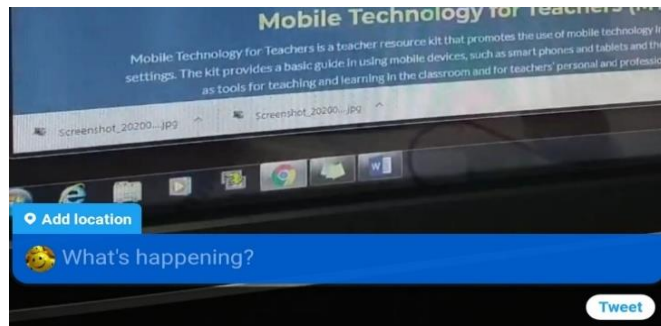 Mobile Technology for Teachers (M
Mobile Technology for Teachers is a teacher resource kit that promotes the use of mobile technology
settings. The kit provides a basic guide in using mobile devices, such as smart phones and tablets and
as tools for teaching and learning in the classroom and for teachers' personal and
Screenshot_20200...jpg
Screenshot_20200...jpg
Add location
What's happening?
Tweet